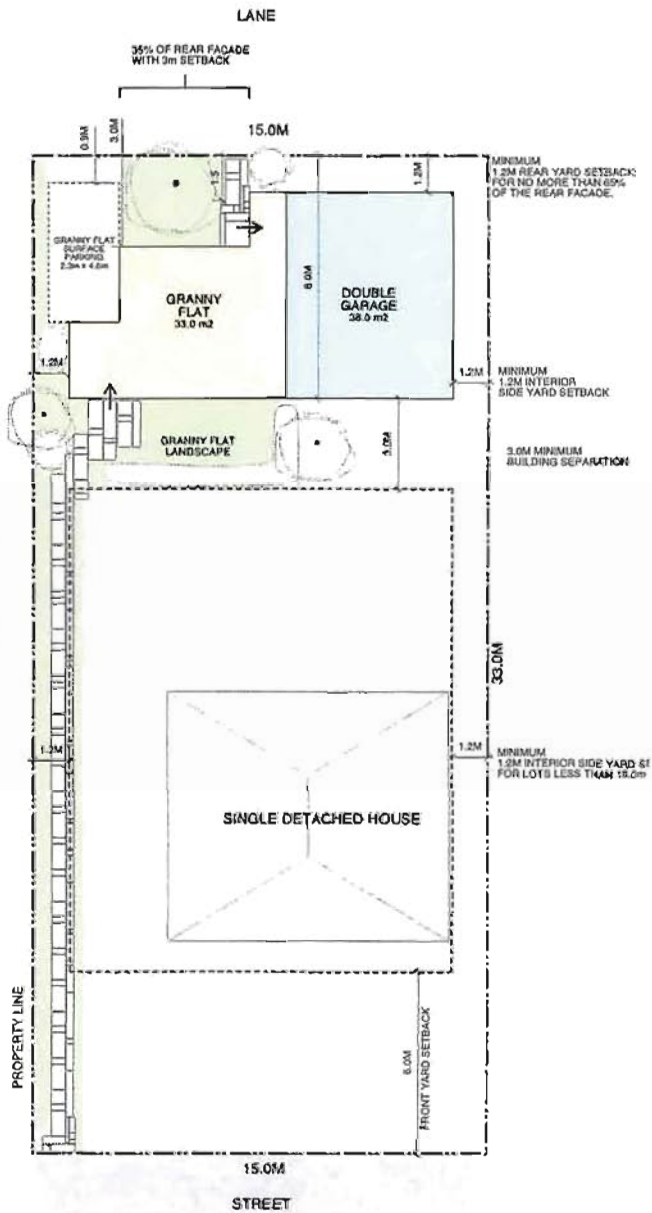 LANE
35% OF REAR FACADE
WITH 3m SETBACK
0.9M
3.0M
15.0M
1.5
1.2M
MINIMUM
1.2M REAR YARD SETBACK
FOR NO MORE THAN 65%
OF THE REAR FACADE.
GRANNY FLAT
SURFACE
PARKING
GRANNY
FLAT
33.0 m2
DOUBLE
GARAGE
38.0 m2
1.2M
1.2M
MINIMUM
1.2M INTERIOR
SIDE YARD SETBACK
GRANNY FLAT
LANDSCAPE
3.0M
3.0M MINIMUM
BUILDING SEPARATION
33.0M
1.2M
1.2M
MINIMUM
1.2M INTERIOR SIDE YARD
FOR LOTS LESS THAN
SINGLE DETACHED HOUSE
PROPERTY LINE
6.0M
FRONT YARD SETBACK
15.0M
STREET